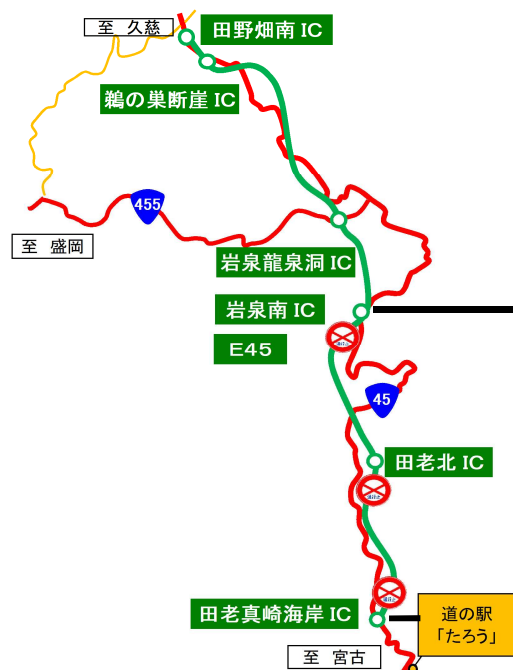 至 久慈
田野畑南 IC
鵜の巣断崖 IC
455
至 盛岡
岩泉龍泉洞 IC
岩泉南 IC
E45
45
田老北 IC
田老真崎海岸 IC
道の駅
「たろう」
至 宮古